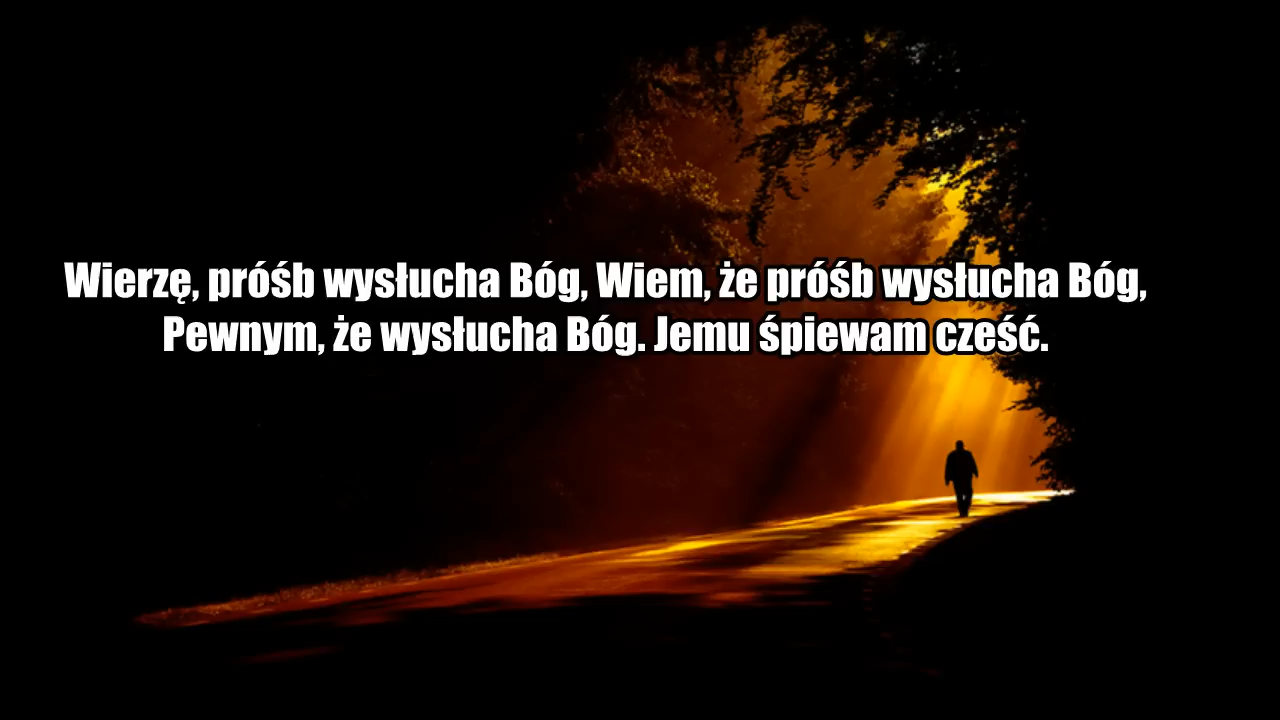 Wierzę, próśb wysłucha Bóg, Wiem, że próśb wysłucha Bóg,
Pewnym, że wysłucha Bóg. Jemu śpiewam cześć.